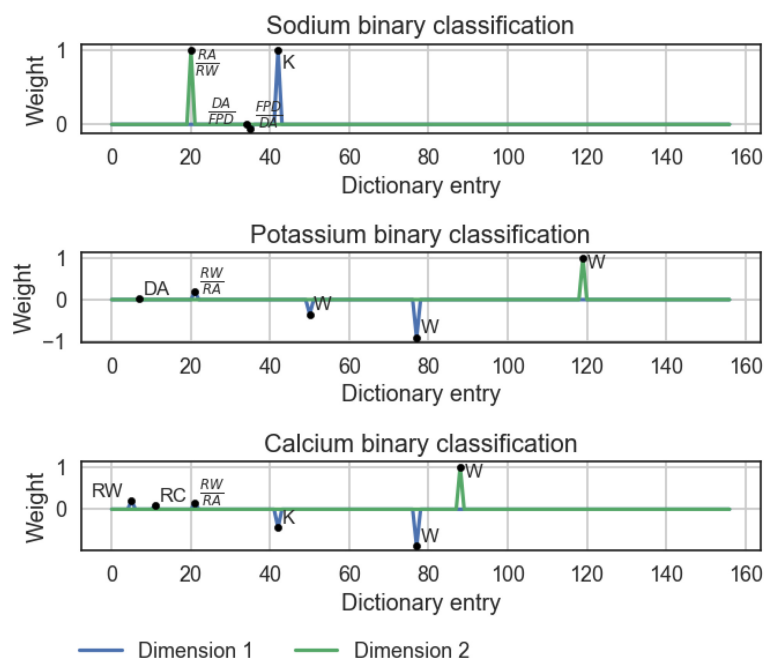 Sodium binary classification
Weight
1
0
RA/RW
K
DA/FPD
FPD/DA
0 20 40 60 80 100 120 140 160
Dictionary entry
Potassium binary classification
Weight
1
0
−1
DA
RW/RA
W
W
W
0 20 40 60 80 100 120 140 160
Dictionary entry
Calcium binary classification
Weight
1
0
RW
RC
RW/RA
K
W
W
0 20 40 60 80 100 120 140 160
Dictionary entry
Dimension 1 Dimension 2